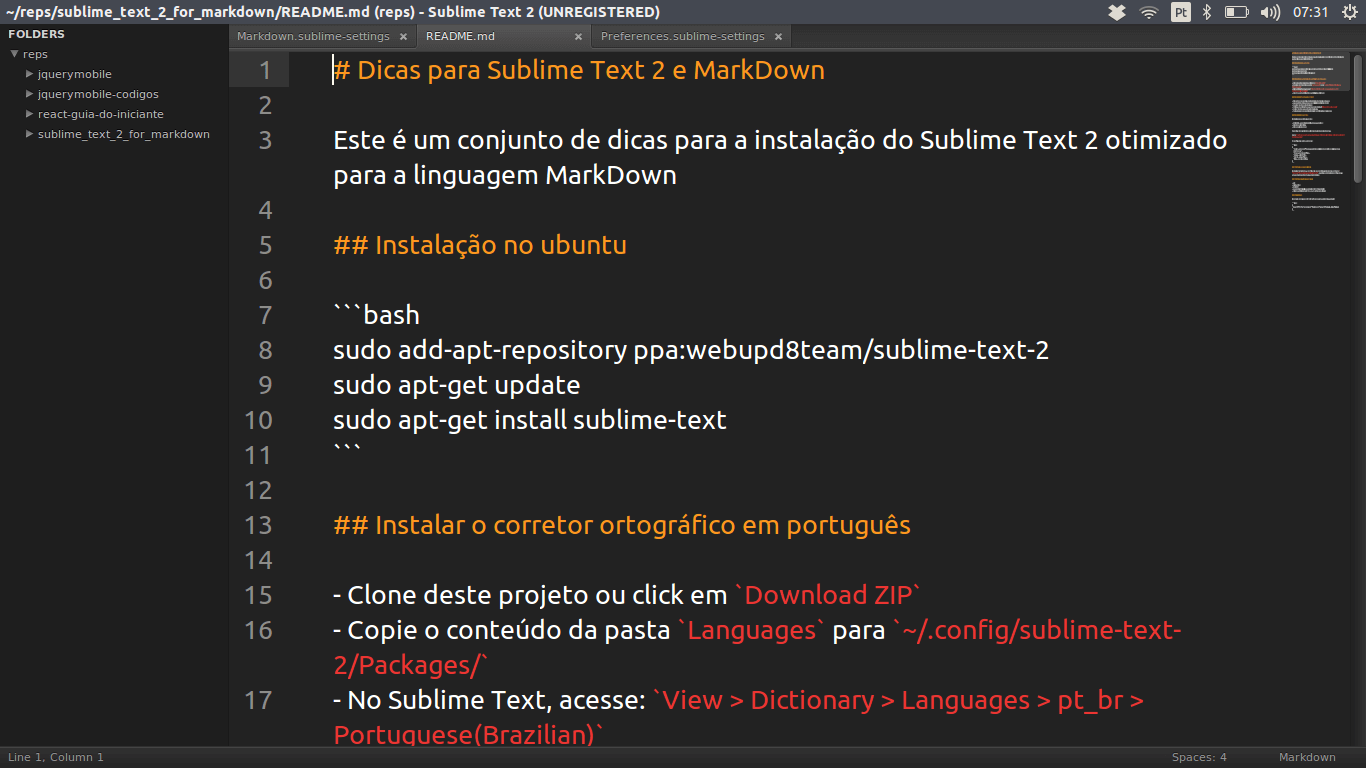 ~/reps/sublime_text_2_for_markdown/README.md (reps) - Sublime Text 2 (UNREGISTERED)
Pt
07:31
FOLDERS
reps
jquerymobile
jquerymobile-codigos
react-guia-do-iniciante
sublime_text_2_for_markdown
Markdown.sublime-settings ×
README.md ×
Preferences.sublime-settings ×
1 # Dicas para Sublime Text 2 e MarkDown
2
3 Este é um conjunto de dicas para a instalação do Sublime Text 2 otimizado
para a linguagem MarkDown
4
5 ## Instalação no ubuntu
6
7 ```bash
8 sudo add-apt-repository ppa:webupd8team/sublime-text-2
9 sudo apt-get update
10 sudo apt-get install sublime-text
11 ```
12
13 ## Instalar o corretor ortográfico em português
14
15 - Clone deste projeto ou click em `Download ZIP`
16 - Copie o conteúdo da pasta `Languages` para `~/.config/sublime-text-
2/Packages/`
17 - No Sublime Text, acesse: `View > Dictionary > Languages > pt_br >
Portuguese(Brazilian)`
Line 1, Column 1
Spaces: 4
Markdown